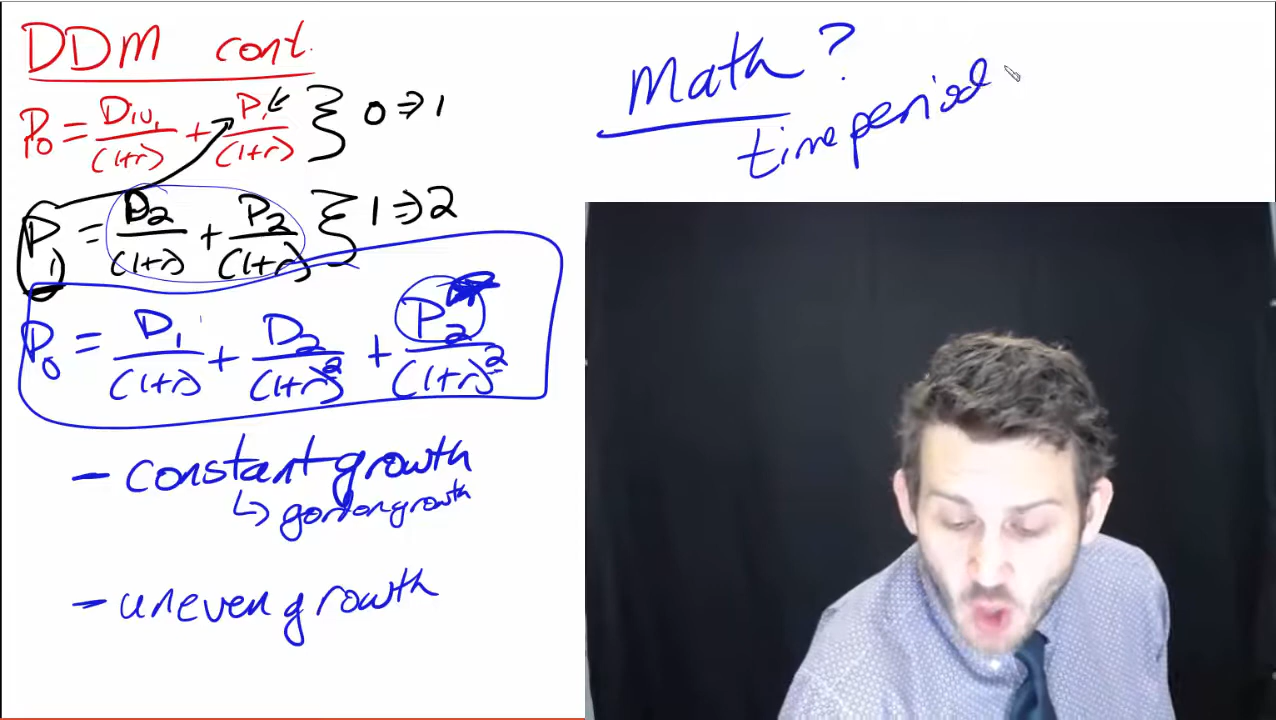 DDM cont.
P0 = Div1/(1+r) + P1/(1+r) } 0 ⇒ 1
P1 = D2/(1+r) + P2/(1+r) } 1 ⇒ 2
P0 = D1/(1+r) + D2/(1+r)² + P2/(1+r)²
- constant growth
↳ gordon growth
- uneven growth
Math?
time period